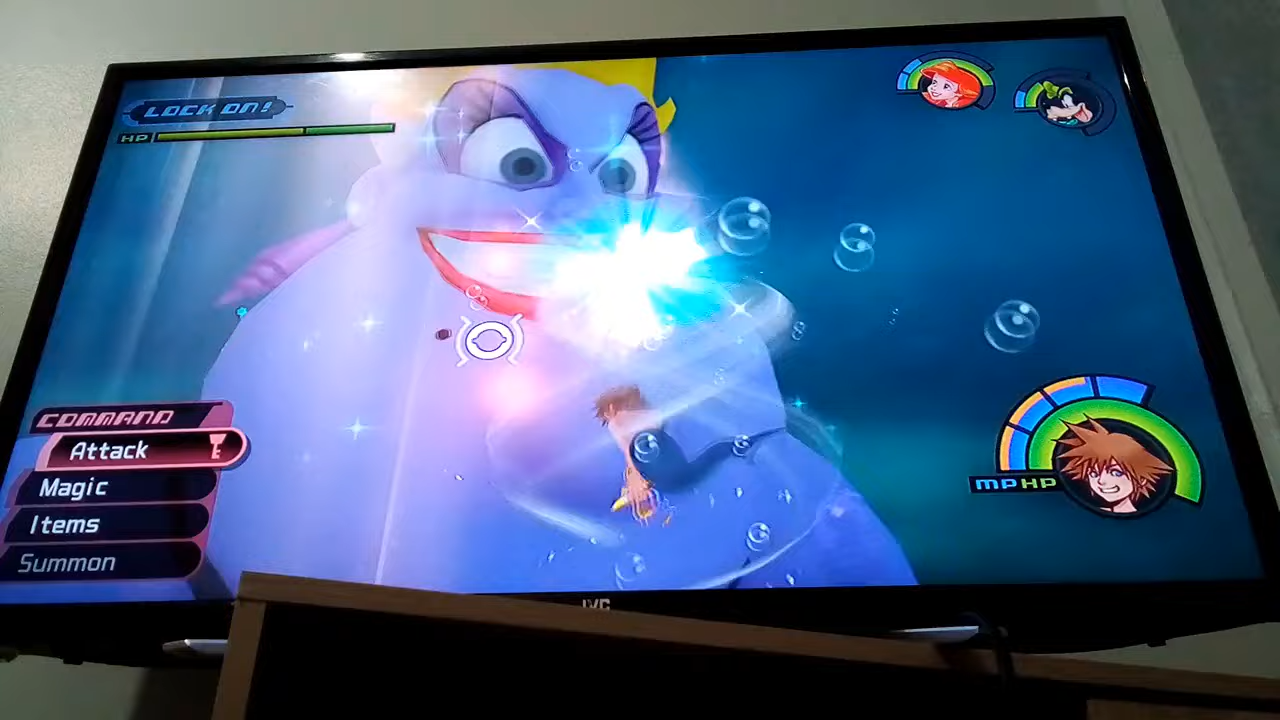 LOCK ON!
HP
COMMAND
Attack
Magic
Items
Summon
MP HP
JVC